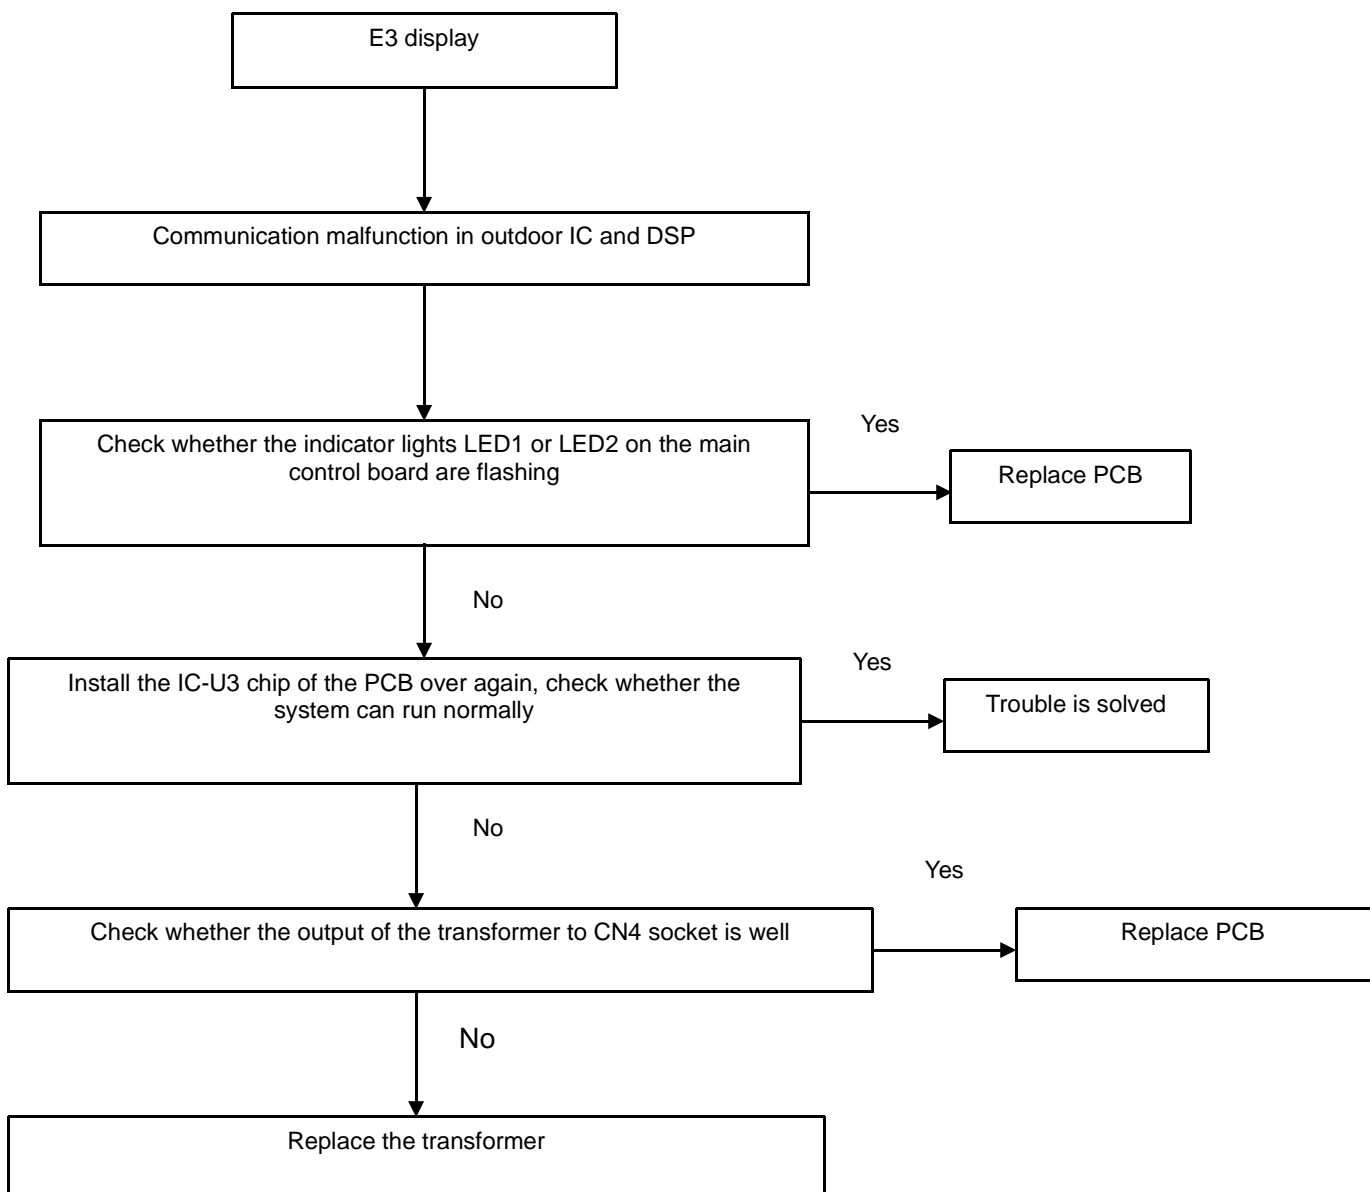 E3 display
Communication malfunction in outdoor IC and DSP
Check whether the indicator lights LED1 or LED2 on the main
control board are flashing
Yes
Replace PCB
No
Install the IC-U3 chip of the PCB over again, check whether the
system can run normally
Yes
Trouble is solved
No
Check whether the output of the transformer to CN4 socket is well
Yes
Replace PCB
No
Replace the transformer